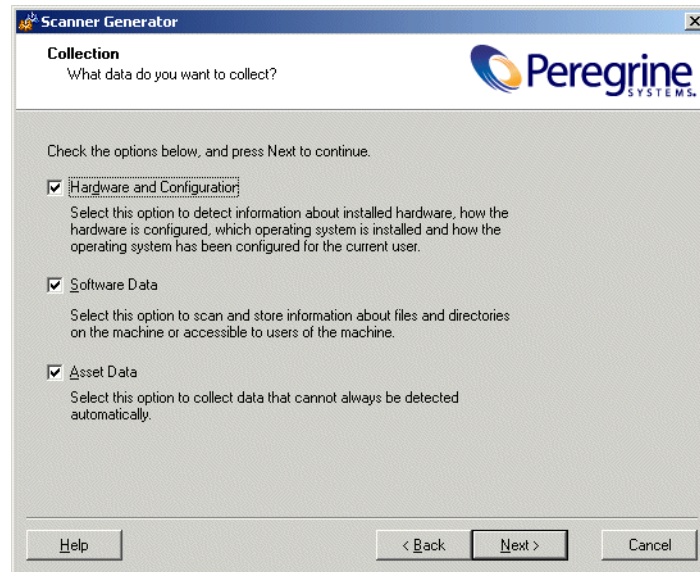 Scanner Generator
Collection
What data do you want to collect?
Peregrine
SYSTEMS.
Check the options below, and press Next to continue.
Hardware and Configuration
Select this option to detect information about installed hardware, how the
hardware is configured, which operating system is installed and how the
operating system has been configured for the current user.
Software Data
Select this option to scan and store information about files and directories
on the machine or accessible to users of the machine.
Asset Data
Select this option to collect data that cannot always be detected
automatically.
Help
< Back
Next >
Cancel